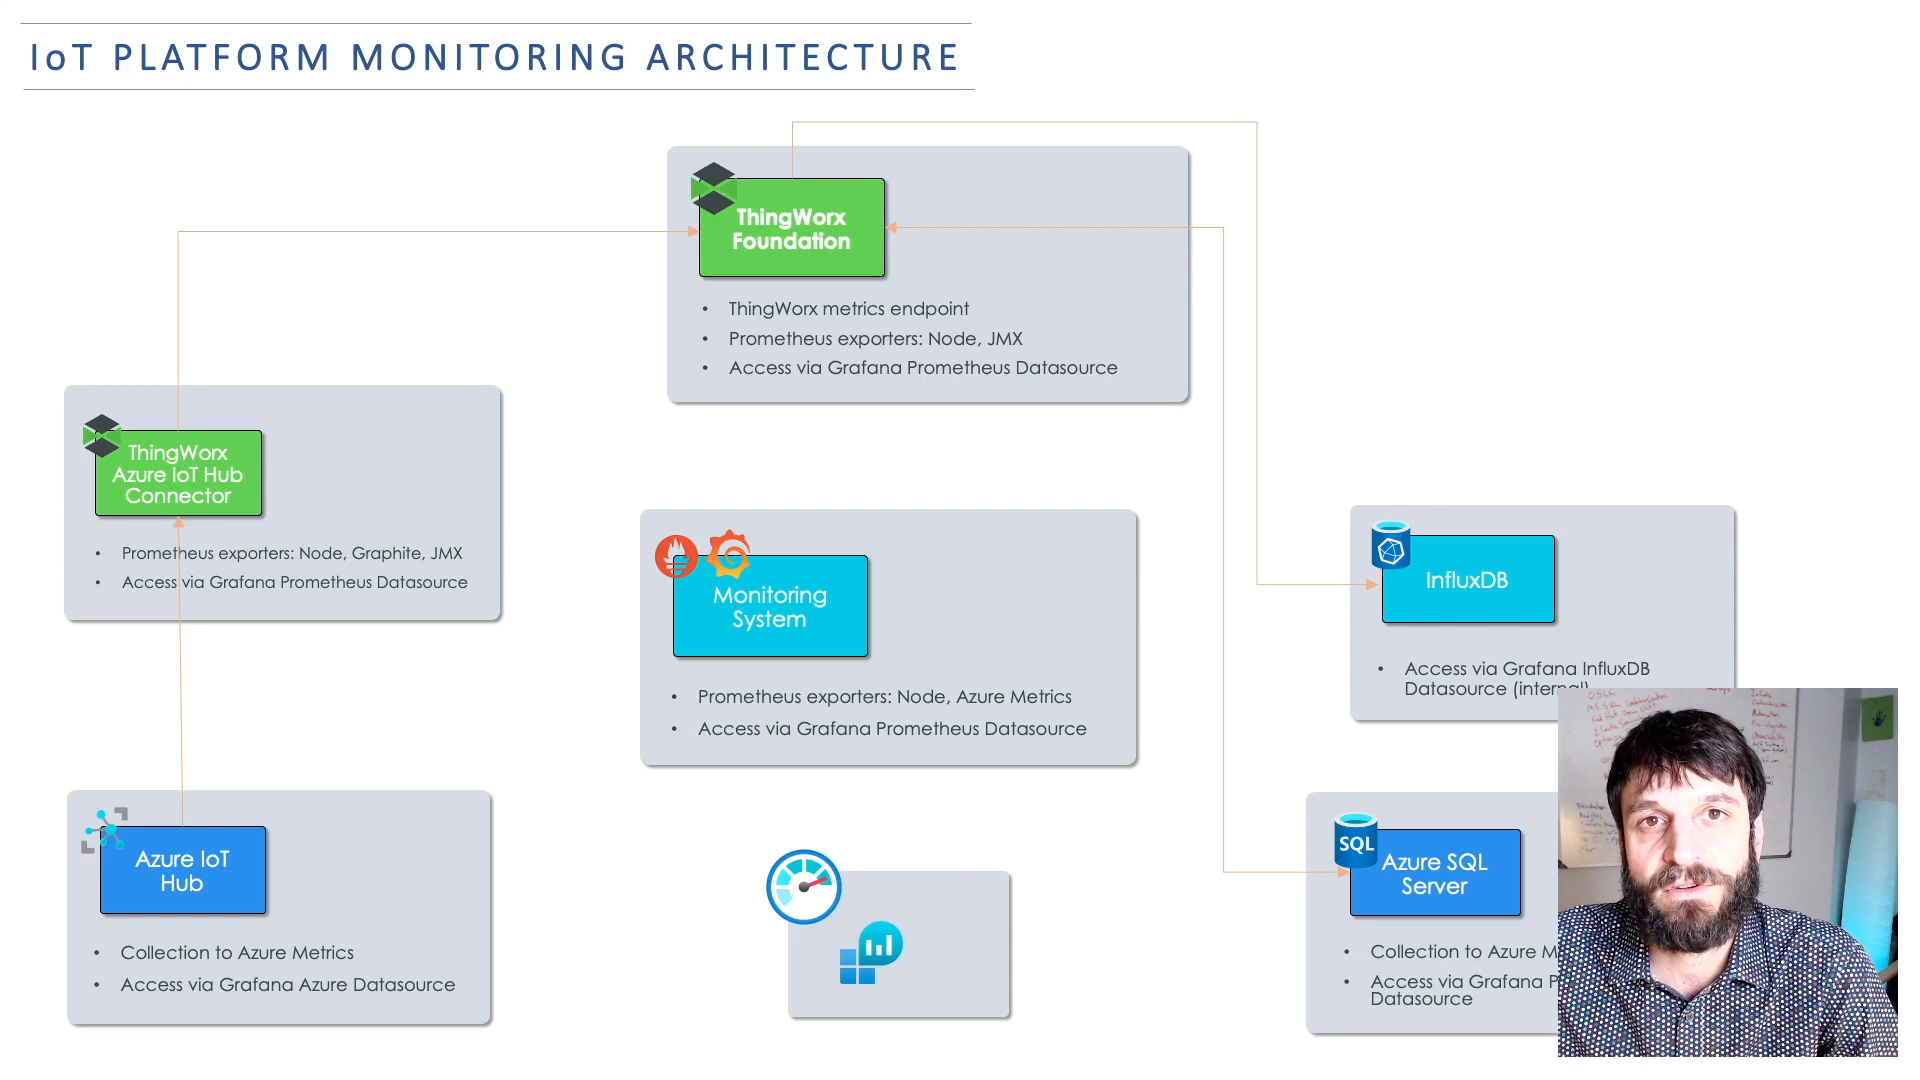 IoT PLATFORM MONITORING ARCHITECTURE
ThingWorx
Foundation
• ThingWorx metrics endpoint
• Prometheus exporters: Node, JMX
• Access via Grafana Prometheus Datasource
ThingWorx
Azure IoT Hub
Connector
• Prometheus exporters: Node, Graphite, JMX
• Access via Grafana Prometheus Datasource
Monitoring
System
• Prometheus exporters: Node, Azure Metrics
• Access via Grafana Prometheus Datasource
InfluxDB
• Access via Grafana InfluxDB
Datasource (internal)
Azure IoT
Hub
• Collection to Azure Metrics
• Access via Grafana Azure Datasource
SQL
Azure SQL
Server
• Collection to Azure M
• Access via Grafana P
Datasource